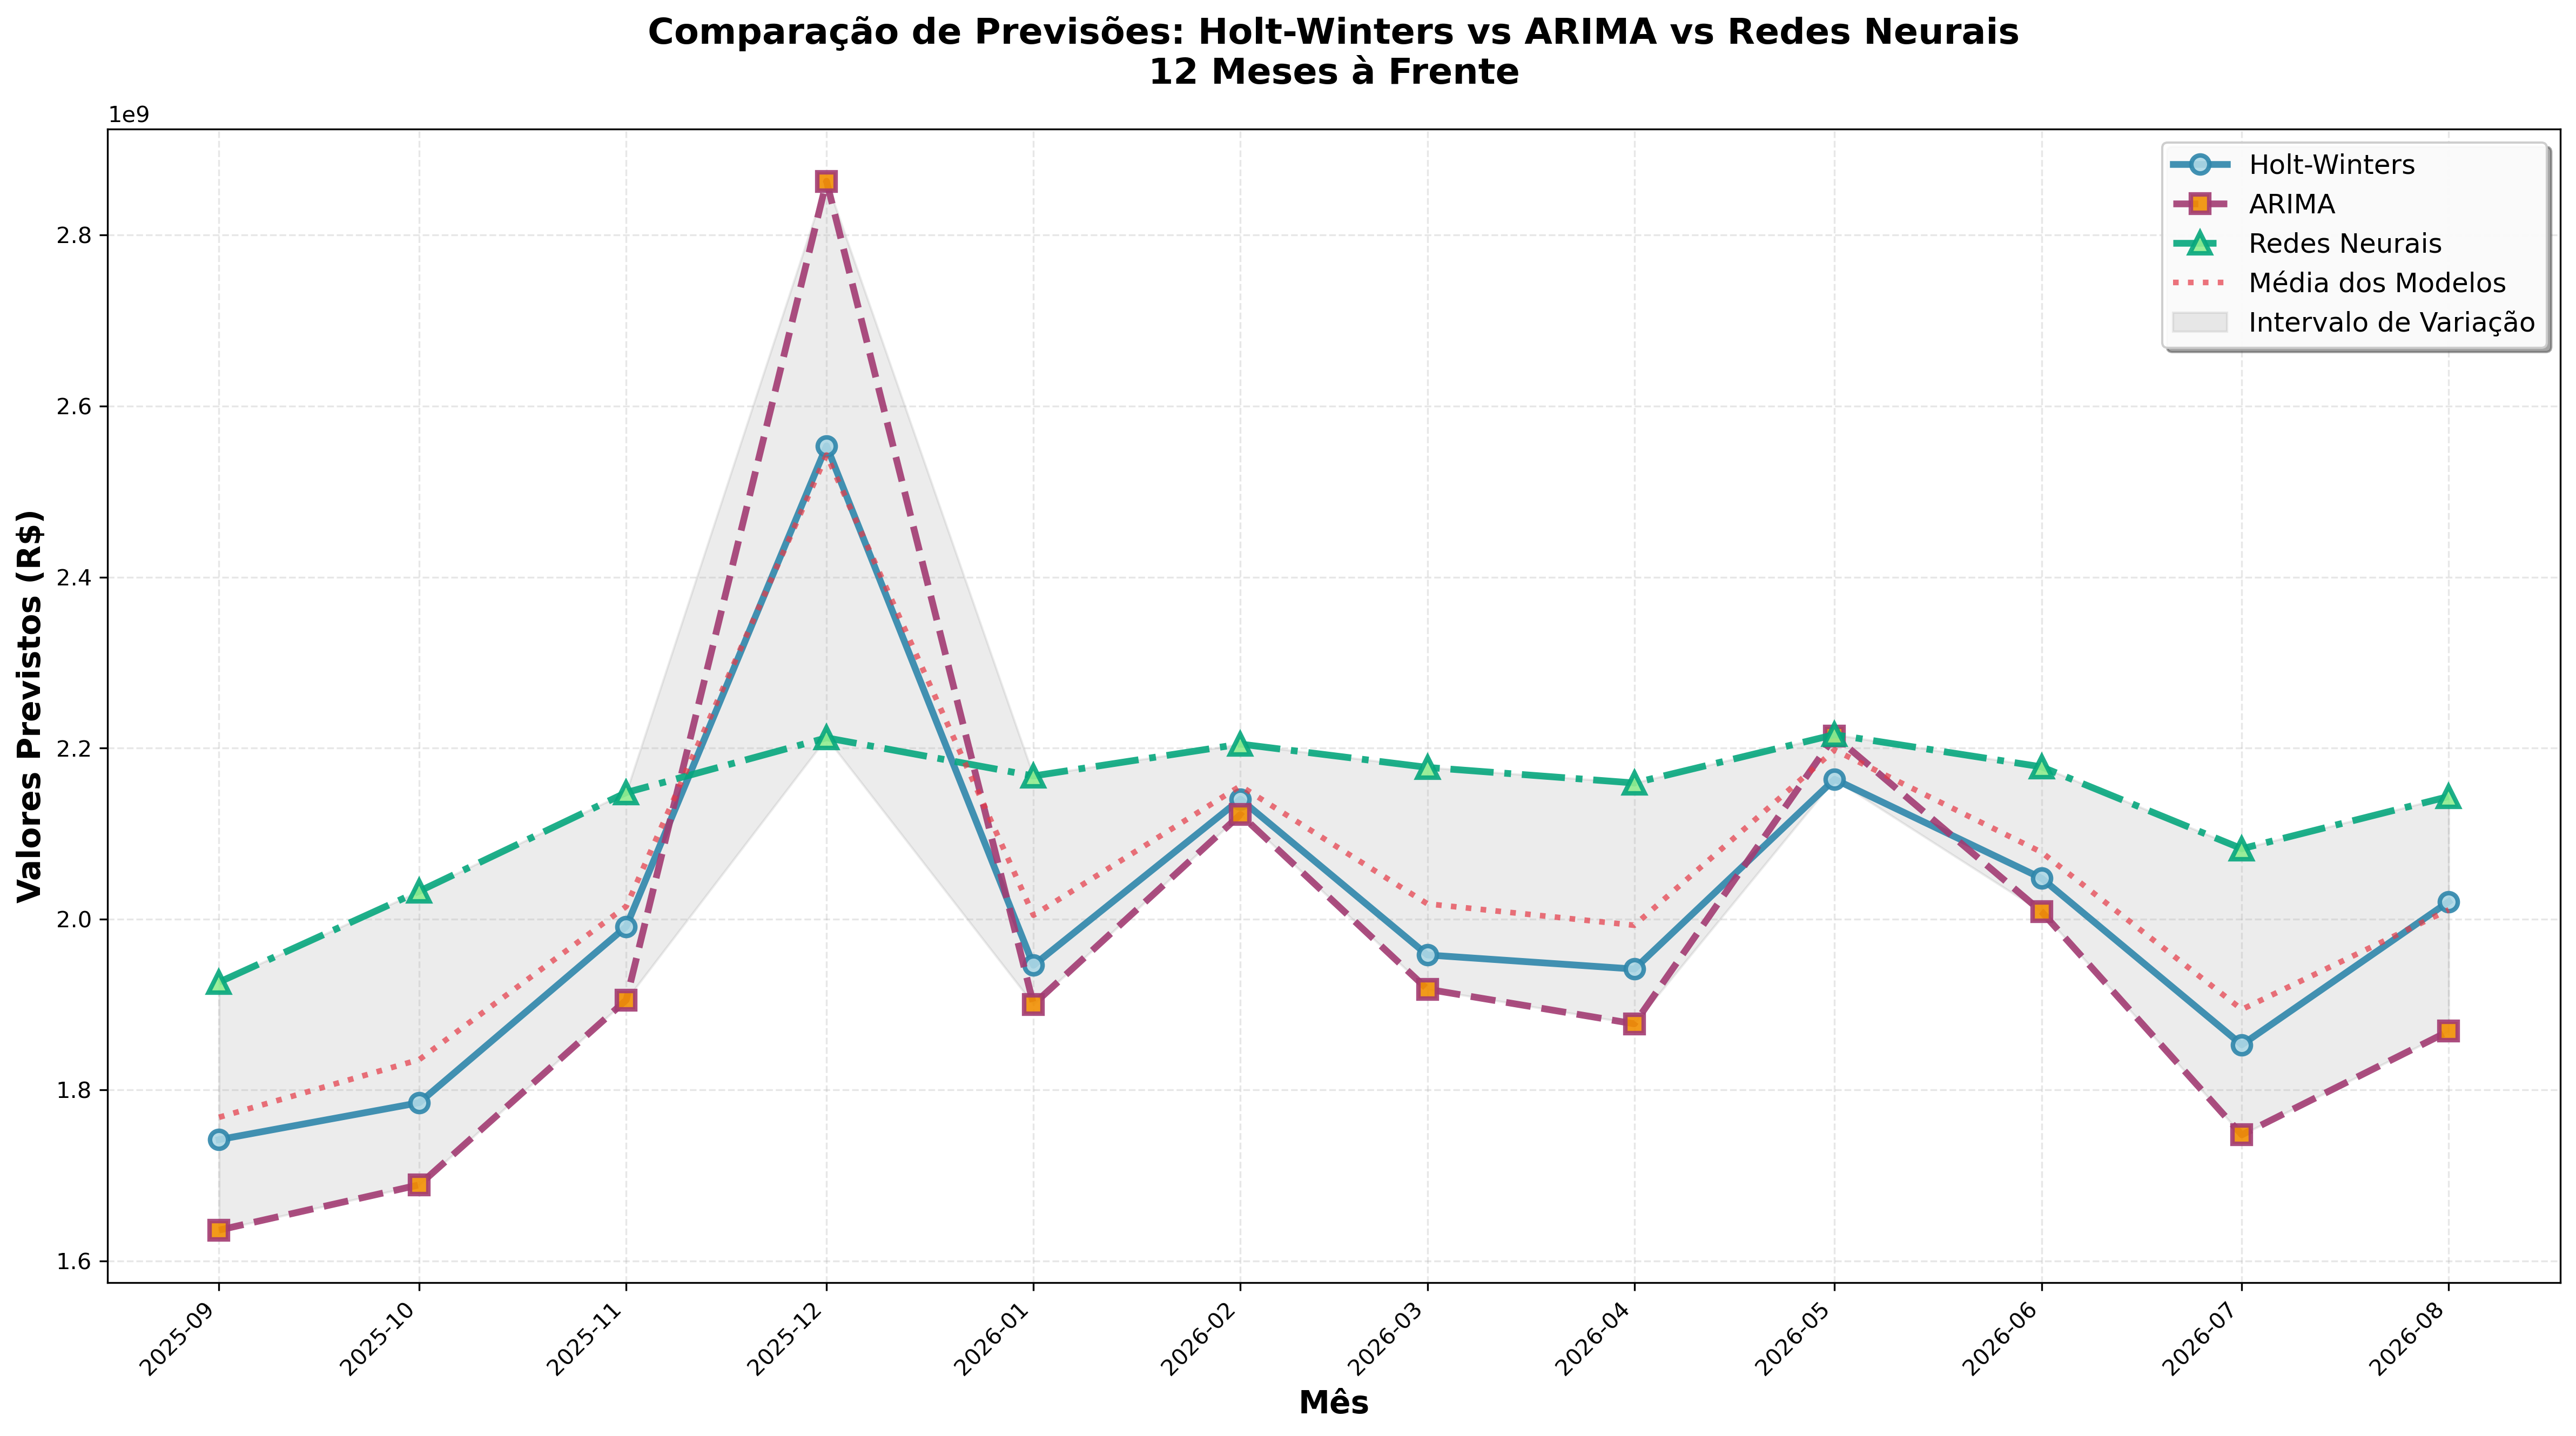 Comparação de Previsões: Holt-Winters vs ARIMA vs Redes Neurais
12 Meses à Frente
1e9
Holt-Winters
ARIMA
Redes Neurais
Média dos Modelos
Intervalo de Variação
Valores Previstos (R$)
2.8
2.6
2.4
2.2
2.0
1.8
1.6
2025-09
2025-10
2025-11
2025-12
2026-01
2026-02
2026-03
2026-04
2026-05
2026-06
2026-07
2026-08
Mês